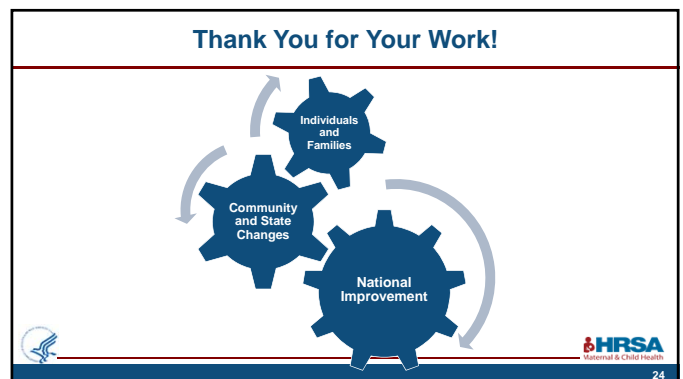 Thank You for Your Work!
Individuals
and
Families
Community
and State
Changes
National
Improvement
HRSA
Maternal & Child Health
24